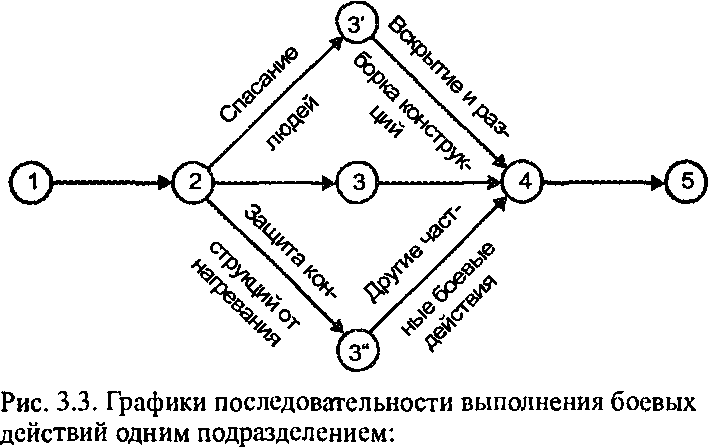 3'
Спасание
людей
Вскрытие и раз-
борка конструк-
ций
1
2
3
4
5
Защита кон-
струкций от
нагревания
Другие част-
ные боевые
действия
3"
Рис. 3.3. Графики последовательности выполнения боевых
действий одним подразделением: